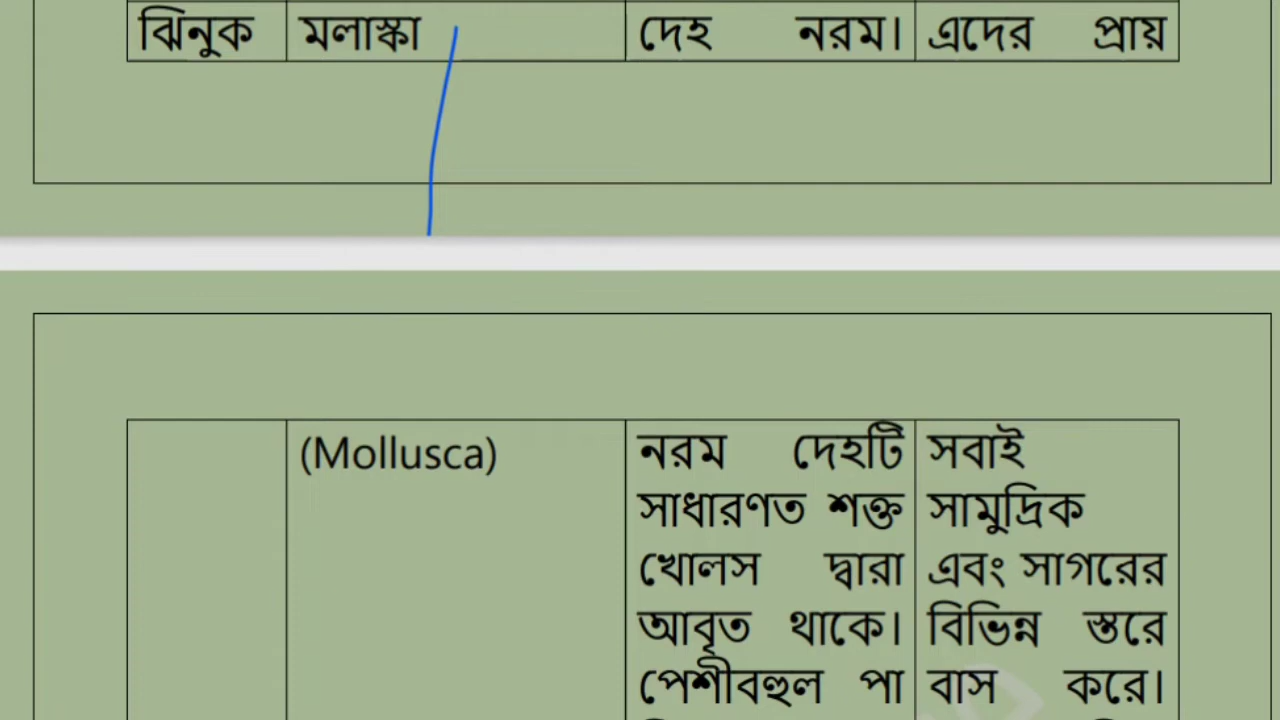 ঝিনুক মলাস্কা দেহ নরম। এদের প্রায়
(Mollusca) নরম দেহটি সবাই
সাধারণত শক্ত সামুদ্রিক
খোলস দ্বারা এবং সাগরের
আবৃত থাকে। বিভিন্ন স্তরে
পেশীবহুল পা বাস করে।